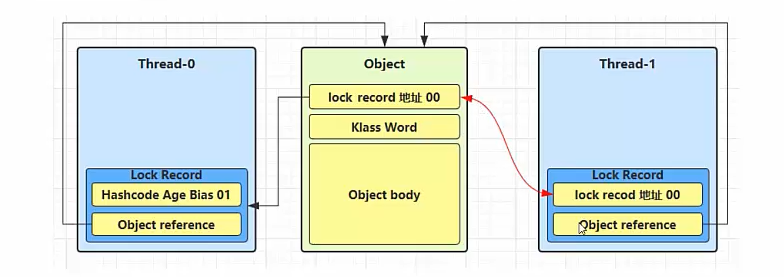 Thread-0
Lock Record
Hashcode Age Bias 01
Object reference
Object
lock record 地址 00
Klass Word
Object body
Thread-1
Lock Record
lock recod 地址 00
Object reference